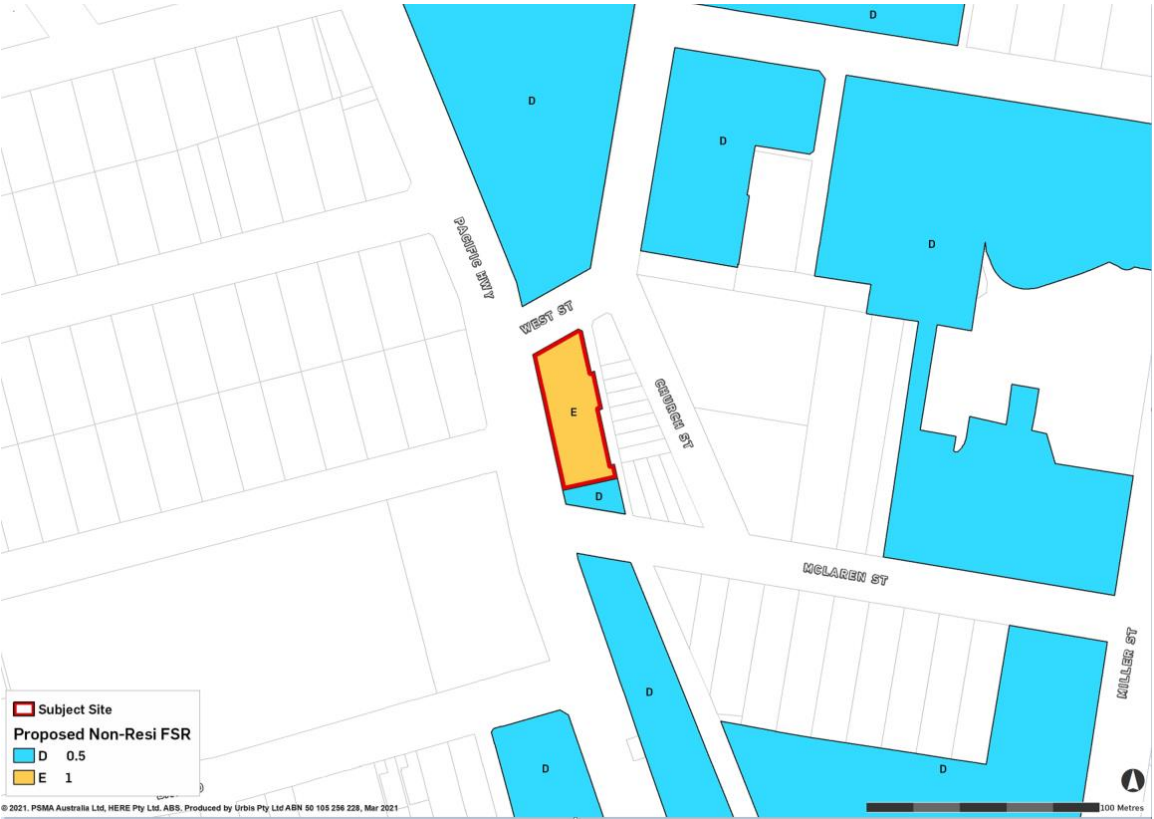 D
D
D
D
PACIFIC HWY
WEST ST
CHURCH ST
E
D
MCLAREN ST
MILLER ST
D
D
D
Subject Site
Proposed Non-Resi FSR
D 0.5
E 1
© 2021. PSMA Australia Ltd, HERE Pty Ltd. ABS. Produced by Urbis Pty Ltd ABN 50 105 256 228, Mar 2021
100 Metres